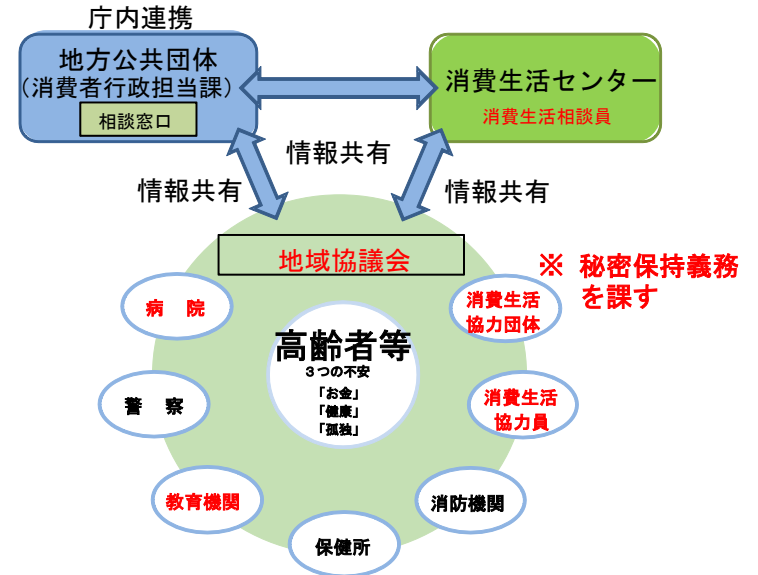 庁内連携
地方公共団体
(消費者行政担当課)
相談窓口
消費生活センター
消費生活相談員
情報共有
情報共有
情報共有
地域協議会
※ 秘密保持義務
を課す
病 院
消費生活
協力団体
高齢者等
3つの不安
「お金」
「健康」
「孤独」
警 察
消費生活
協力員
教育機関
消防機関
保健所